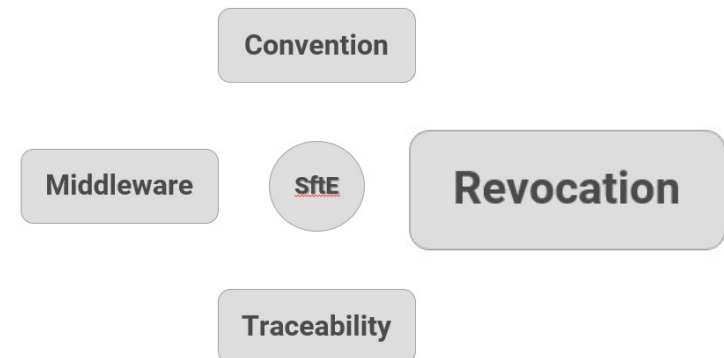 Convention
Middleware
SftE
Revocation
Traceability